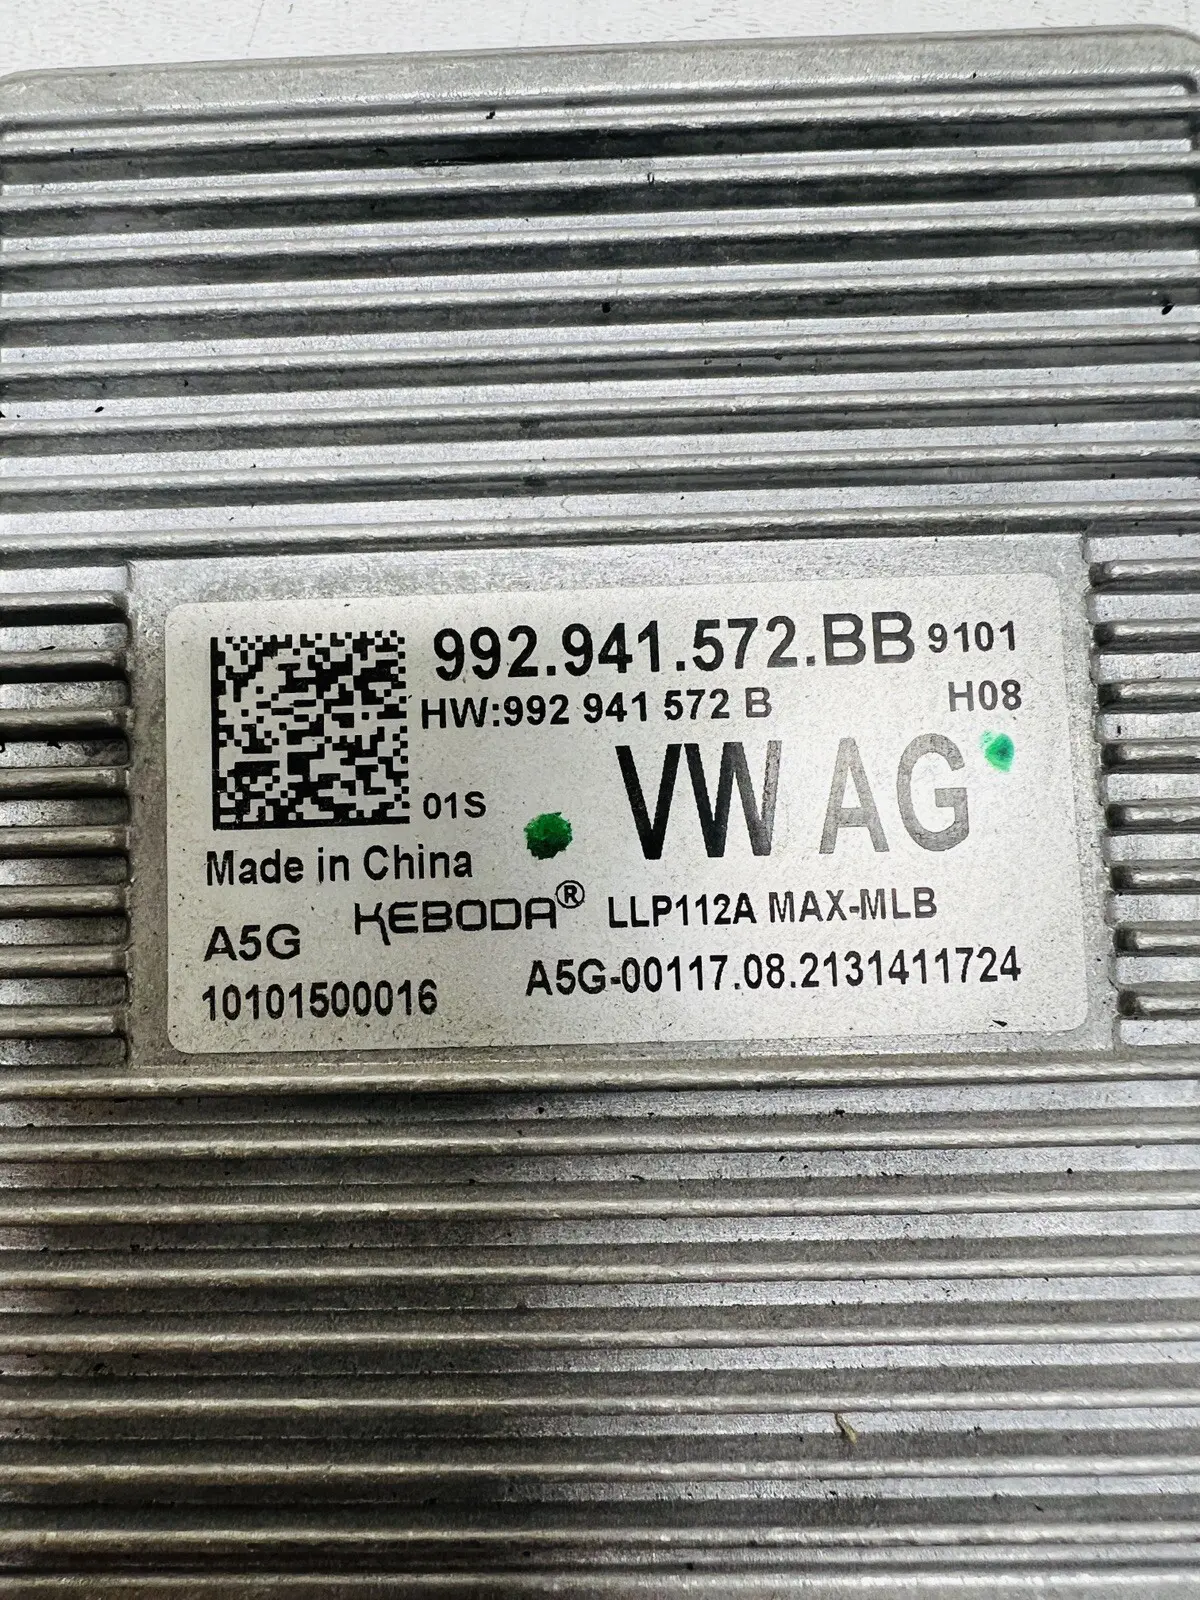 992.941.572.BB 9101
HW:992 941 572 B H08
VW AG
01S
Made in China
KEBODA® LLP112A MAX-MLB
A5G
10101500016 A5G-00117.08.2131411724